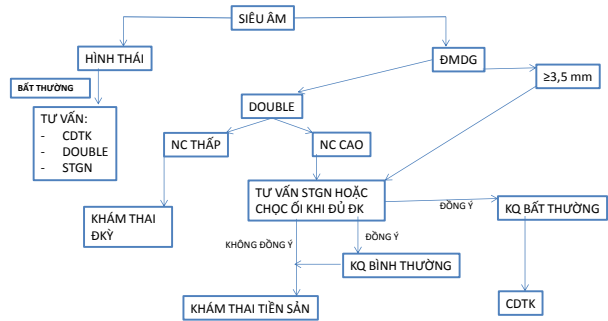 SIÊU ÂM
HÌNH THÁI
ĐMDG
≥3,5 mm
BẤT THƯỜNG
DOUBLE
TƯ VẤN:
- CDTK
- DOUBLE
- STGN
NC THẤP
NC CAO
TƯ VẤN STGN HOẶC
CHỌC ỐI KHI ĐỦ ĐK
ĐỒNG Ý
KQ BẤT THƯỜNG
KHÁM THAI
ĐKỲ
KHÔNG ĐỒNG Ý
ĐỒNG Ý
KQ BÌNH THƯỜNG
KHÁM THAI TIỀN SẢN
CDTK